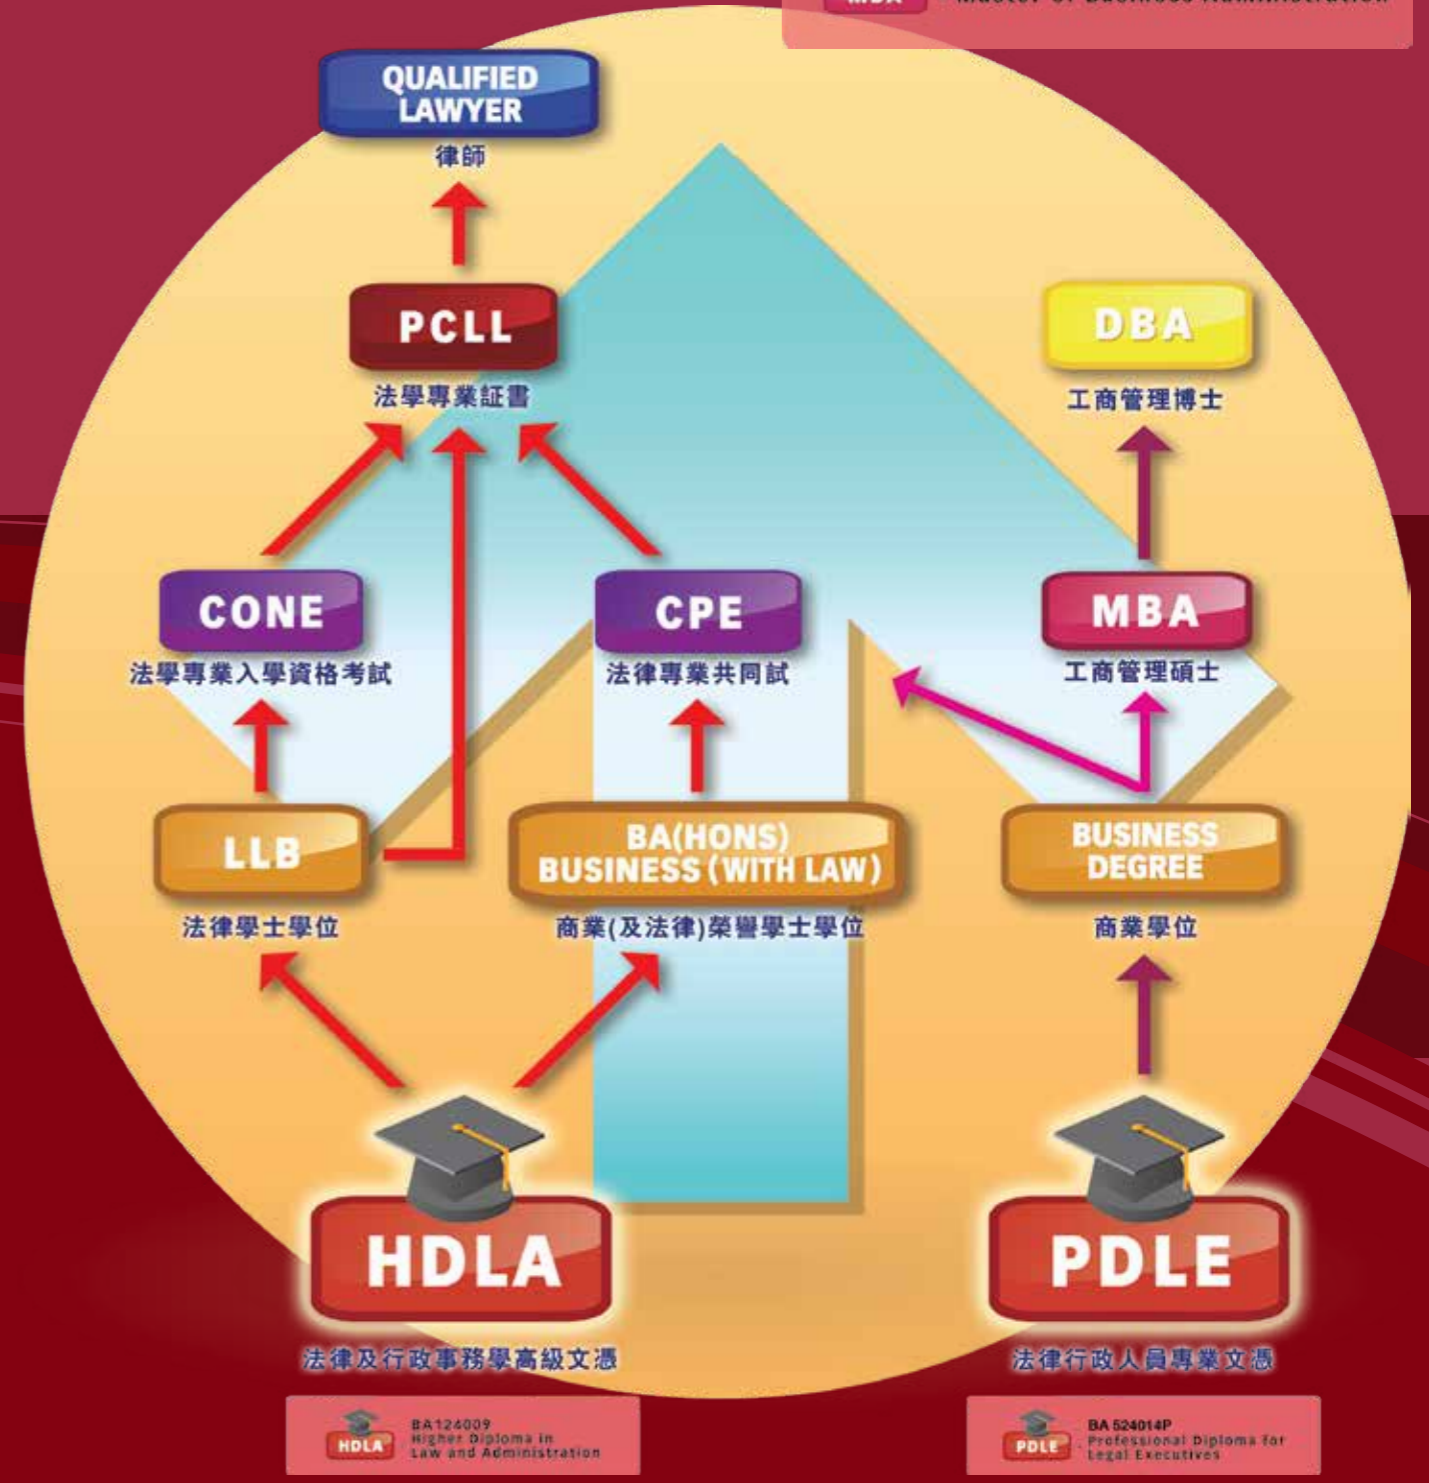 MBA Master of Business Administration
QUALIFIED
LAWYER
律師
PCLL
法學專業証書
DBA
工商管理博士
CONE
法學專業入學資格考試
CPE
法律專業共同試
MBA
工商管理碩士
LLB
法律學士學位
BA(HONS)
BUSINESS (WITH LAW)
商業(及法律)榮譽學士學位
BUSINESS
DEGREE
商業學位
HDLA
法律及行政事務學高級文憑
PDLE
法律行政人員專業文憑
HDLA
BA124009
Higher Diploma in
Law and Administration
PDLE
BA 524014P
Professional Diploma for
Legal Executives